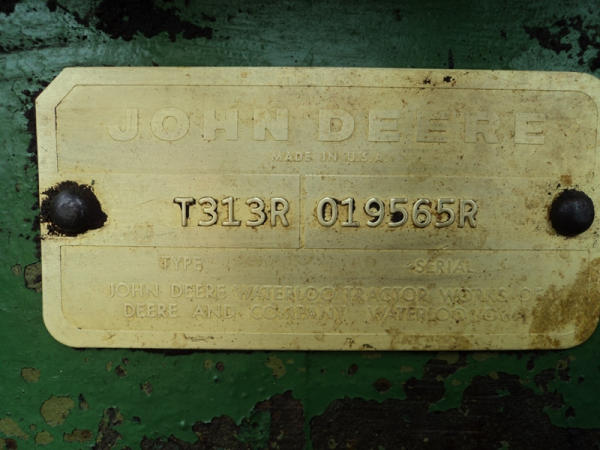 JOHN DEERE
MADE IN U.S.A.
T313R 019565R
TYPE SERIAL
JOHN DEERE WATERLOO TRACTOR WORKS OF
DEERE AND COMPANY, WATERLOO,